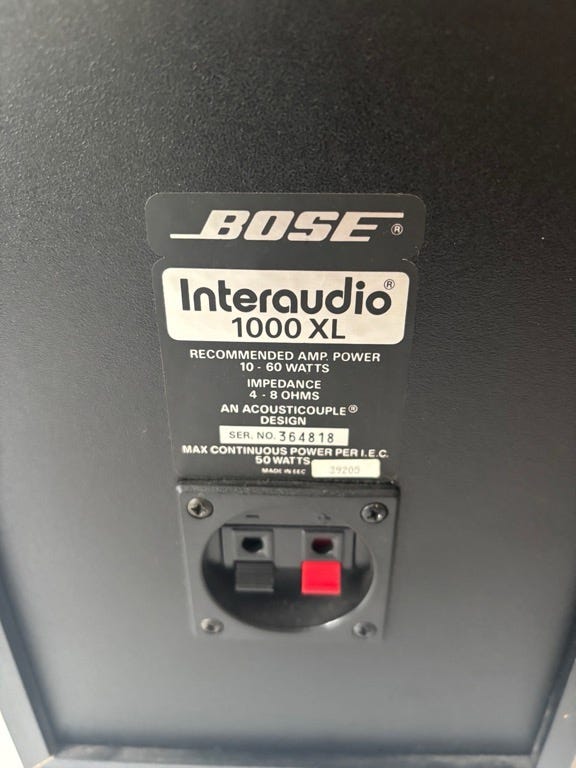 BOSE®
Interaudio®
1000 XL
RECOMMENDED AMP. POWER
10 - 60 WATTS
IMPEDANCE
4 - 8 OHMS
AN ACOUSTICOUPLE®
DESIGN
SER. NO. 364818
MAX CONTINUOUS POWER PER I.E.C.
50 WATTS
MADE IN EEC 39205
- +